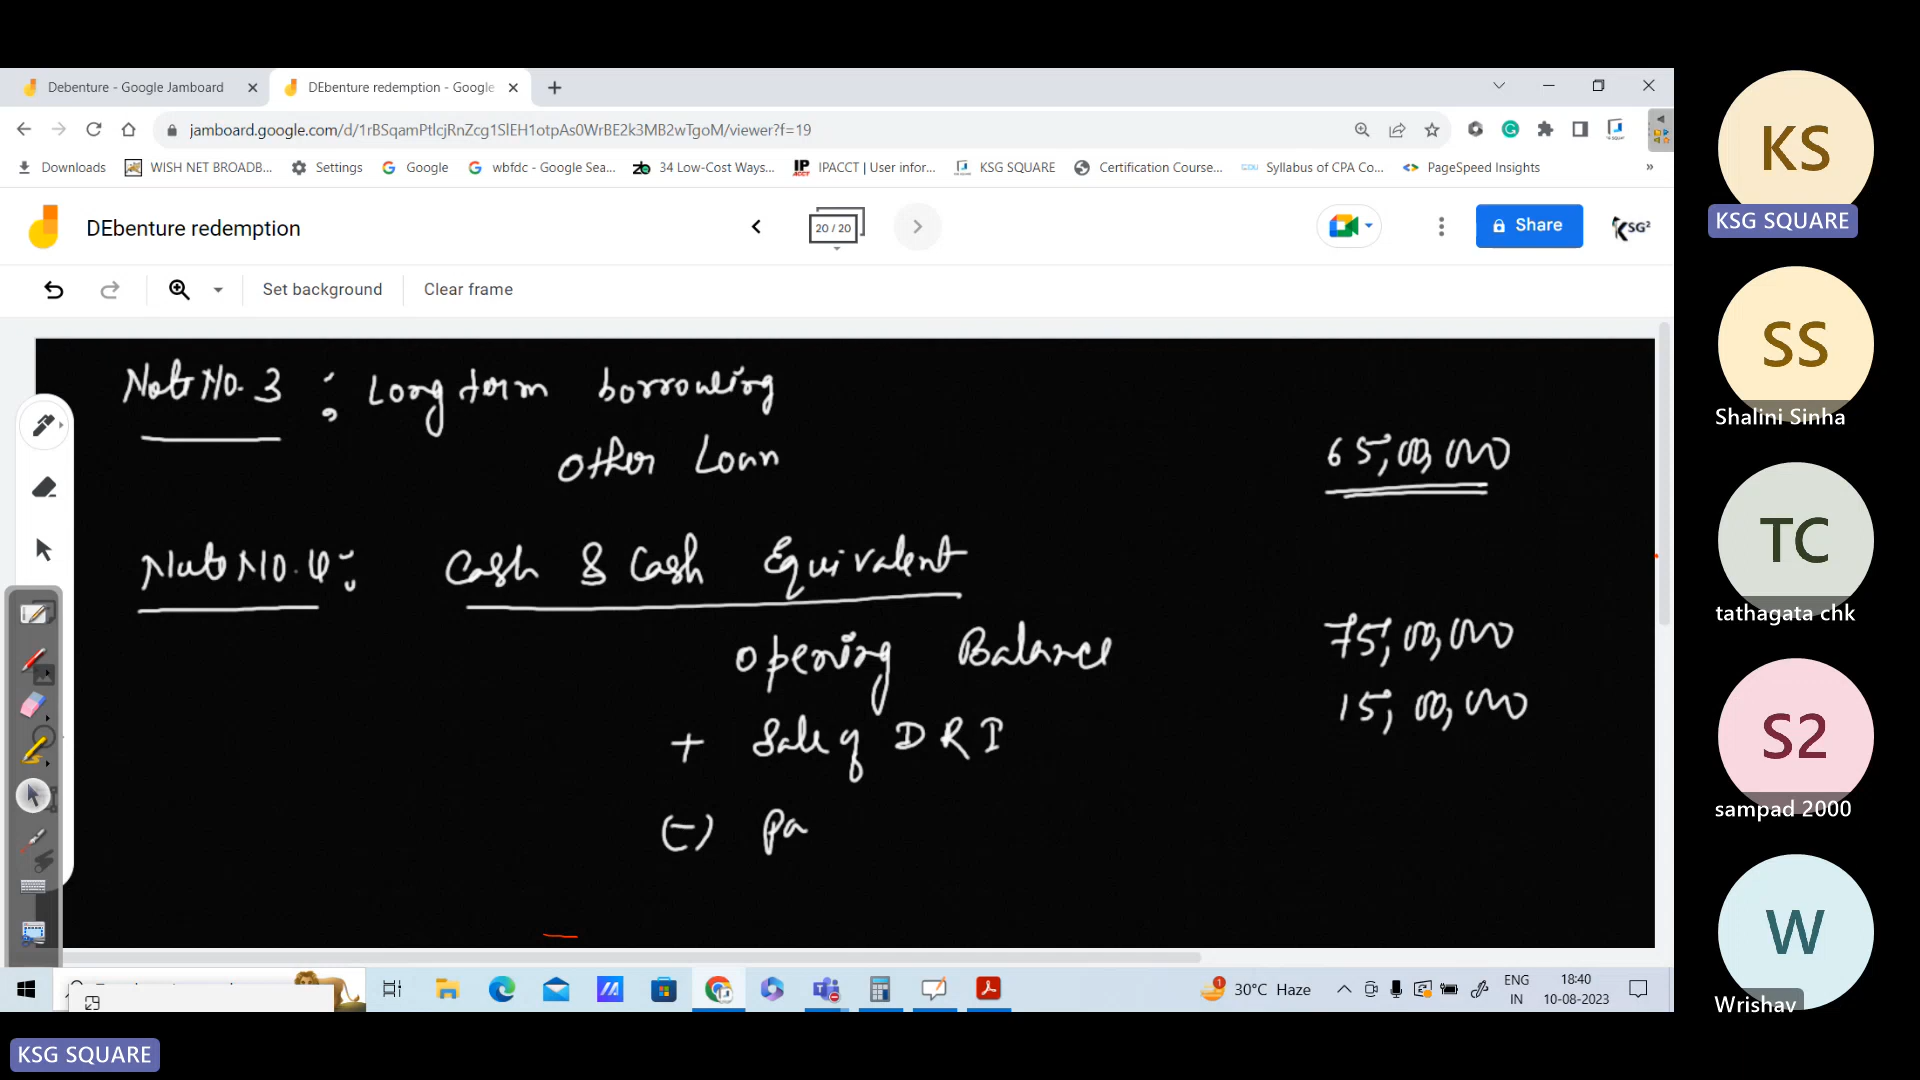 Debenture - Google Jamboard
DEbenture redemption - Google
jamboard.google.com/d/1rBSqamPtlcjRnZcg1SlEH1otpAs0WrBE2k3MB2wTgoM/viewer?f=19
Downloads WISH NET BROADB... Settings Google wbfdc - Google Sea... 34 Low-Cost Ways... IPACCT | User infor... KSG SQUARE Certification Course... Syllabus of CPA Co... PageSpeed Insights »
DEbenture redemption 20 / 20 Share KSG²
Set background Clear frame
Note No. 3 : Long term borrowing
Other Loan 65,00,000
Note No. 4 : Cash & Cash Equivalent
Opening Balance 75,00,000
+ Sale of DRI 15,00,000
(-) Pa
30°C Haze ENG IN 18:40 10-08-2023
KS
KSG SQUARE
SS
Shalini Sinha
TC
tathagata chk
S2
sampad 2000
W
Wrishav
KSG SQUARE